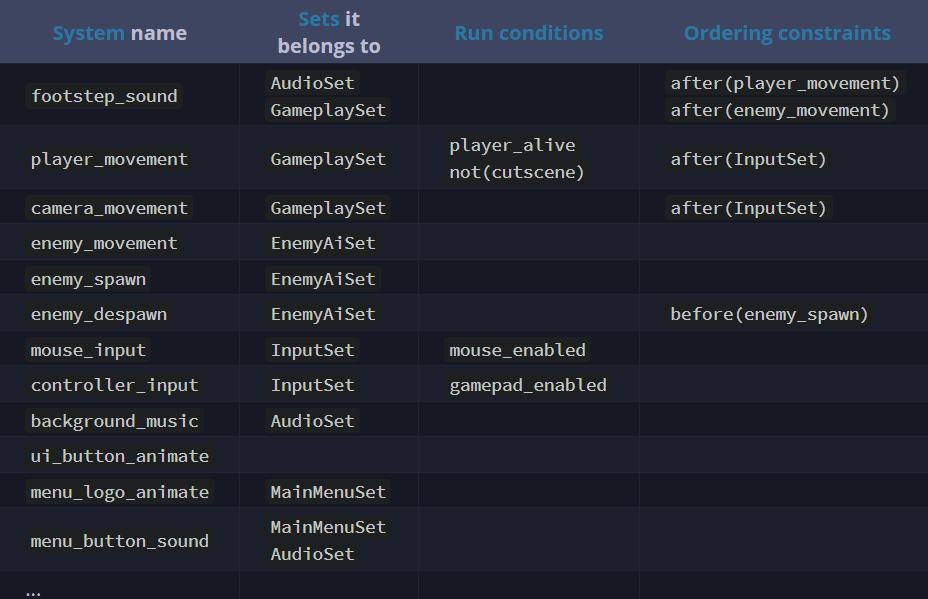 System name
Sets it belongs to
Run conditions
Ordering constraints
footstep_sound
AudioSet
GameplaySet
after(player_movement)
after(enemy_movement)
player_movement
GameplaySet
player_alive
not(cutscene)
after(InputSet)
camera_movement
GameplaySet
after(InputSet)
enemy_movement
EnemyAiSet
enemy_spawn
EnemyAiSet
enemy_despawn
EnemyAiSet
before(enemy_spawn)
mouse_input
InputSet
mouse_enabled
controller_input
InputSet
gamepad_enabled
background_music
AudioSet
ui_button_animate
menu_logo_animate
MainMenuSet
menu_button_sound
MainMenuSet
AudioSet
...